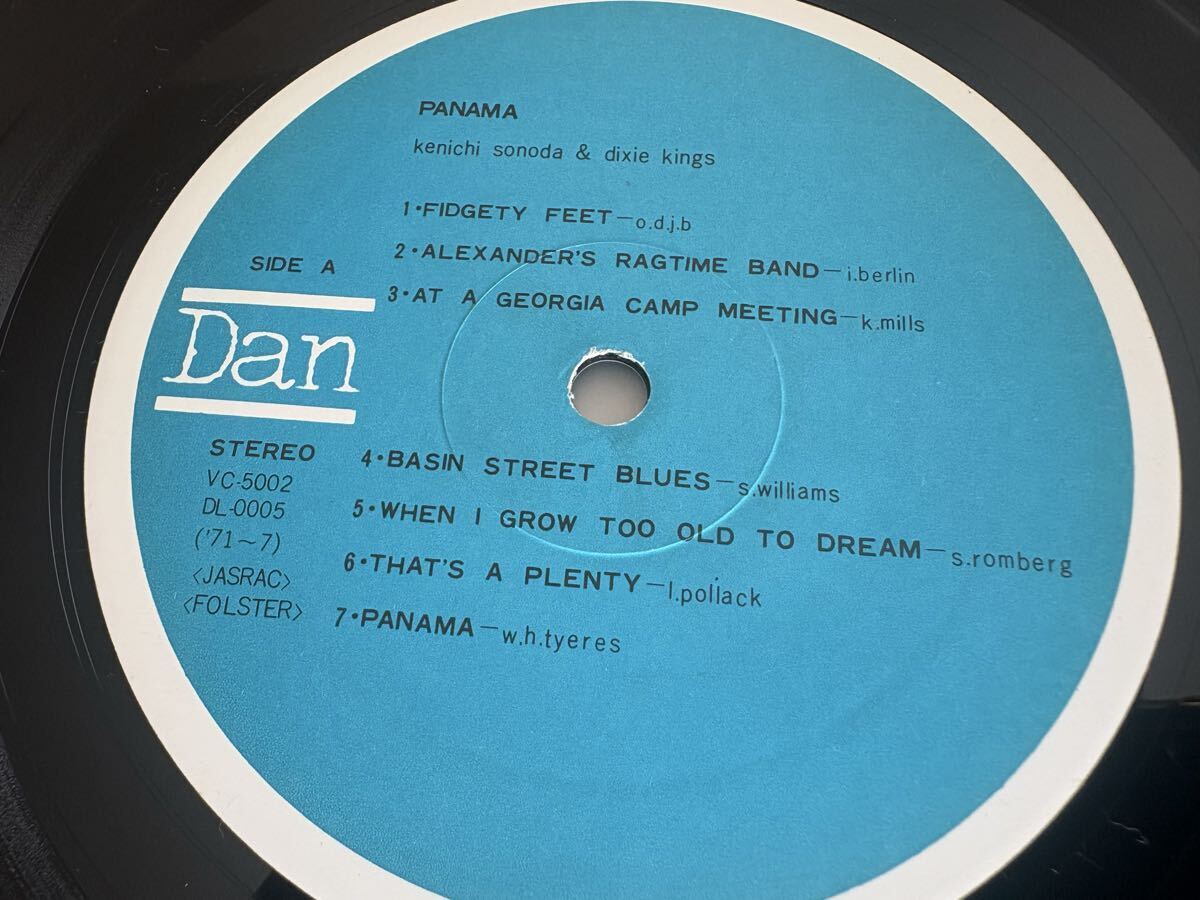 PANAMA
kenichi sonoda & dixie kings
1・FIDGETY FEET—o.d.j.b
2・ALEXANDER'S RAGTIME BAND—i.berlin
3・AT A GEORGIA CAMP MEETING—k.mills
SIDE A
Dan
STEREO
VC-5002
DL-0005
('71~7)
<JASRAC>
<FOLSTER>
4・BASIN STREET BLUES—s.williams
5・WHEN I GROW TOO OLD TO DREAM—s.romberg
6・THAT'S A PLENTY—l.pollack
7・PANAMA—w.h.tyeres